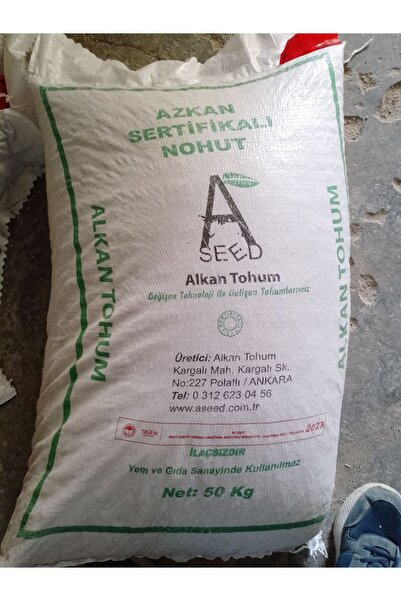 AZKAN
SERTİFİKALI
NOHUT
A
SEED
Alkan Tohum
Değişen Teknoloji ile Gelişen Tohumlarınız
ALKAN TOHUM
ALKAN TOHUM
Üretici: Alkan Tohum
Kargalı Mah. Kargalı Sk.
No:227 Polatlı / ANKARA
Tel: 0 312 623 04 56
www.aseed.com.tr
TİGEM
2023
İLAÇSIZDIR
Yem ve Gıda Sanayinde Kullanılmaz
Net: 50 Kg